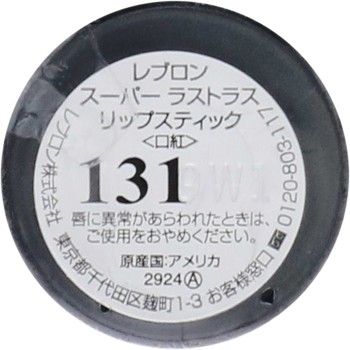 レブロン
スーパー ラストラス
リップスティック
<口紅>
131
唇に異常があらわれたときは、
ご使用をおやめください。
原産国:アメリカ
2924Ⓐ
レブロン株式会社 東京都千代田区麹町1-3 お客様窓口 0120-803-117